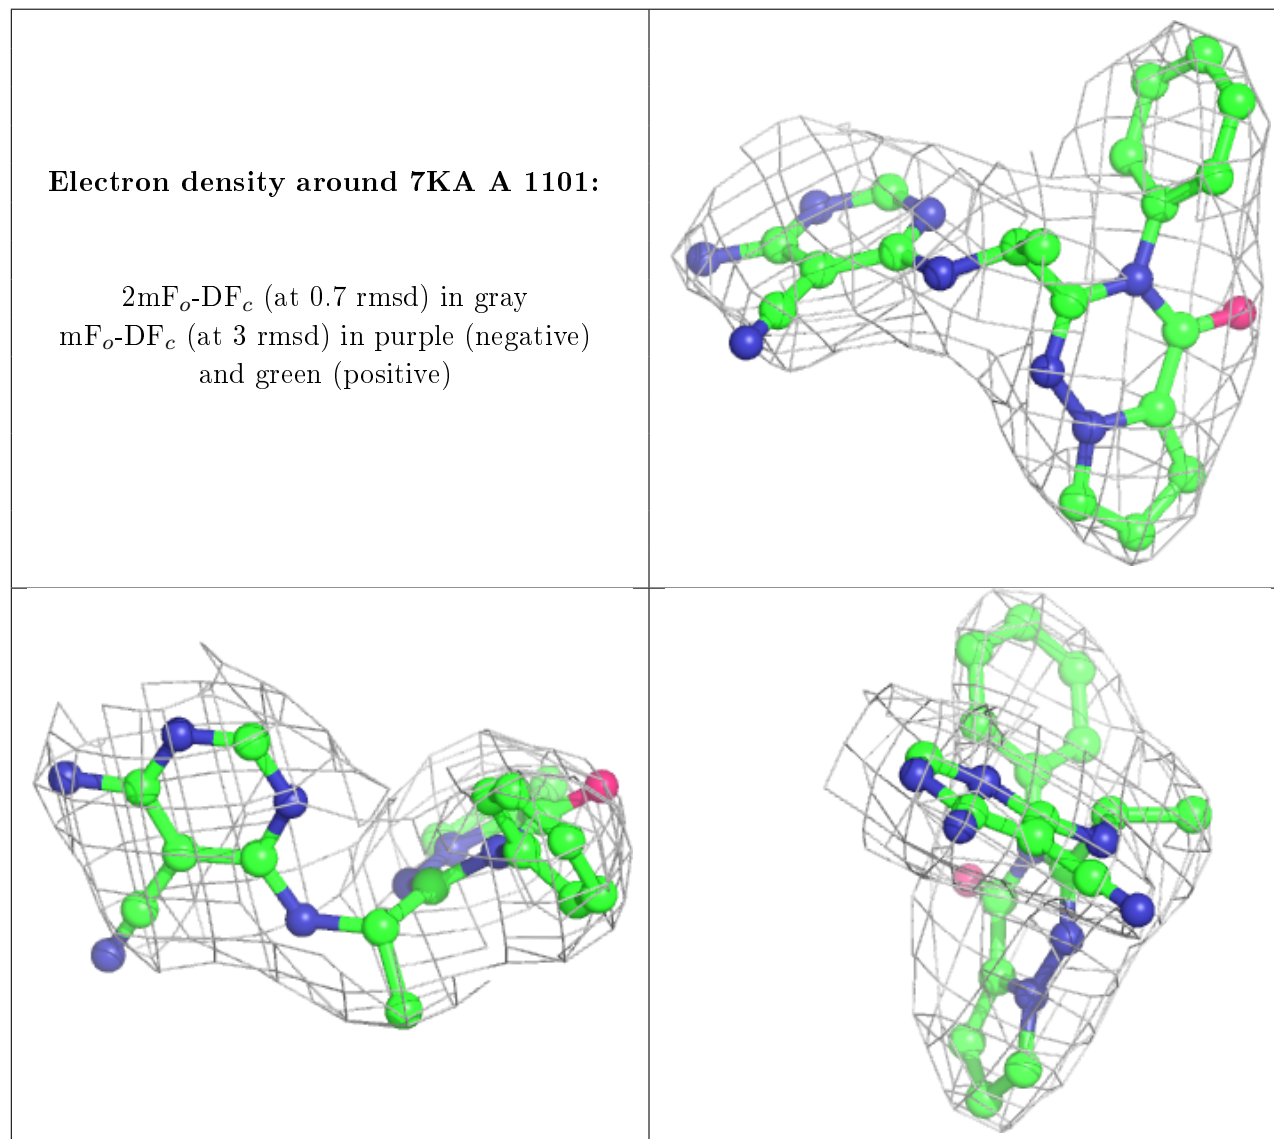 Electron density around 7KA A 1101:
2mFo-DFc (at 0.7 rmsd) in gray
mFo-DFc (at 3 rmsd) in purple (negative)
and green (positive)